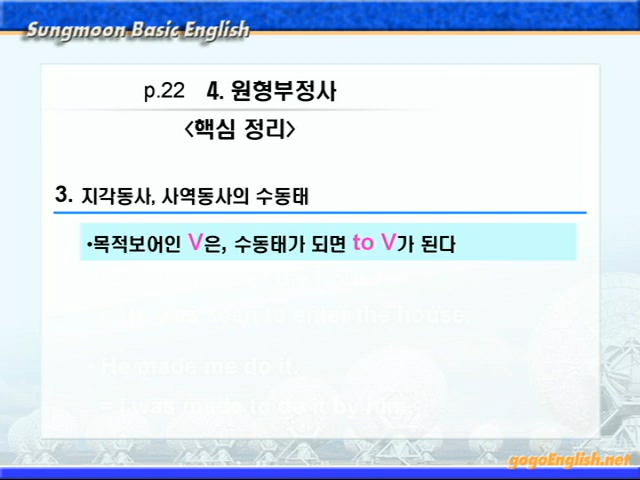 Sungmoon Basic English
p.22 4. 원형부정사
<핵심 정리>
3. 지각동사, 사역동사의 수동태
•목적보어인 V은, 수동태가 되면 to V가 된다
seen to enter the house.
• He made me do it.
= I was made to do it by him.
gogoEnglish.net